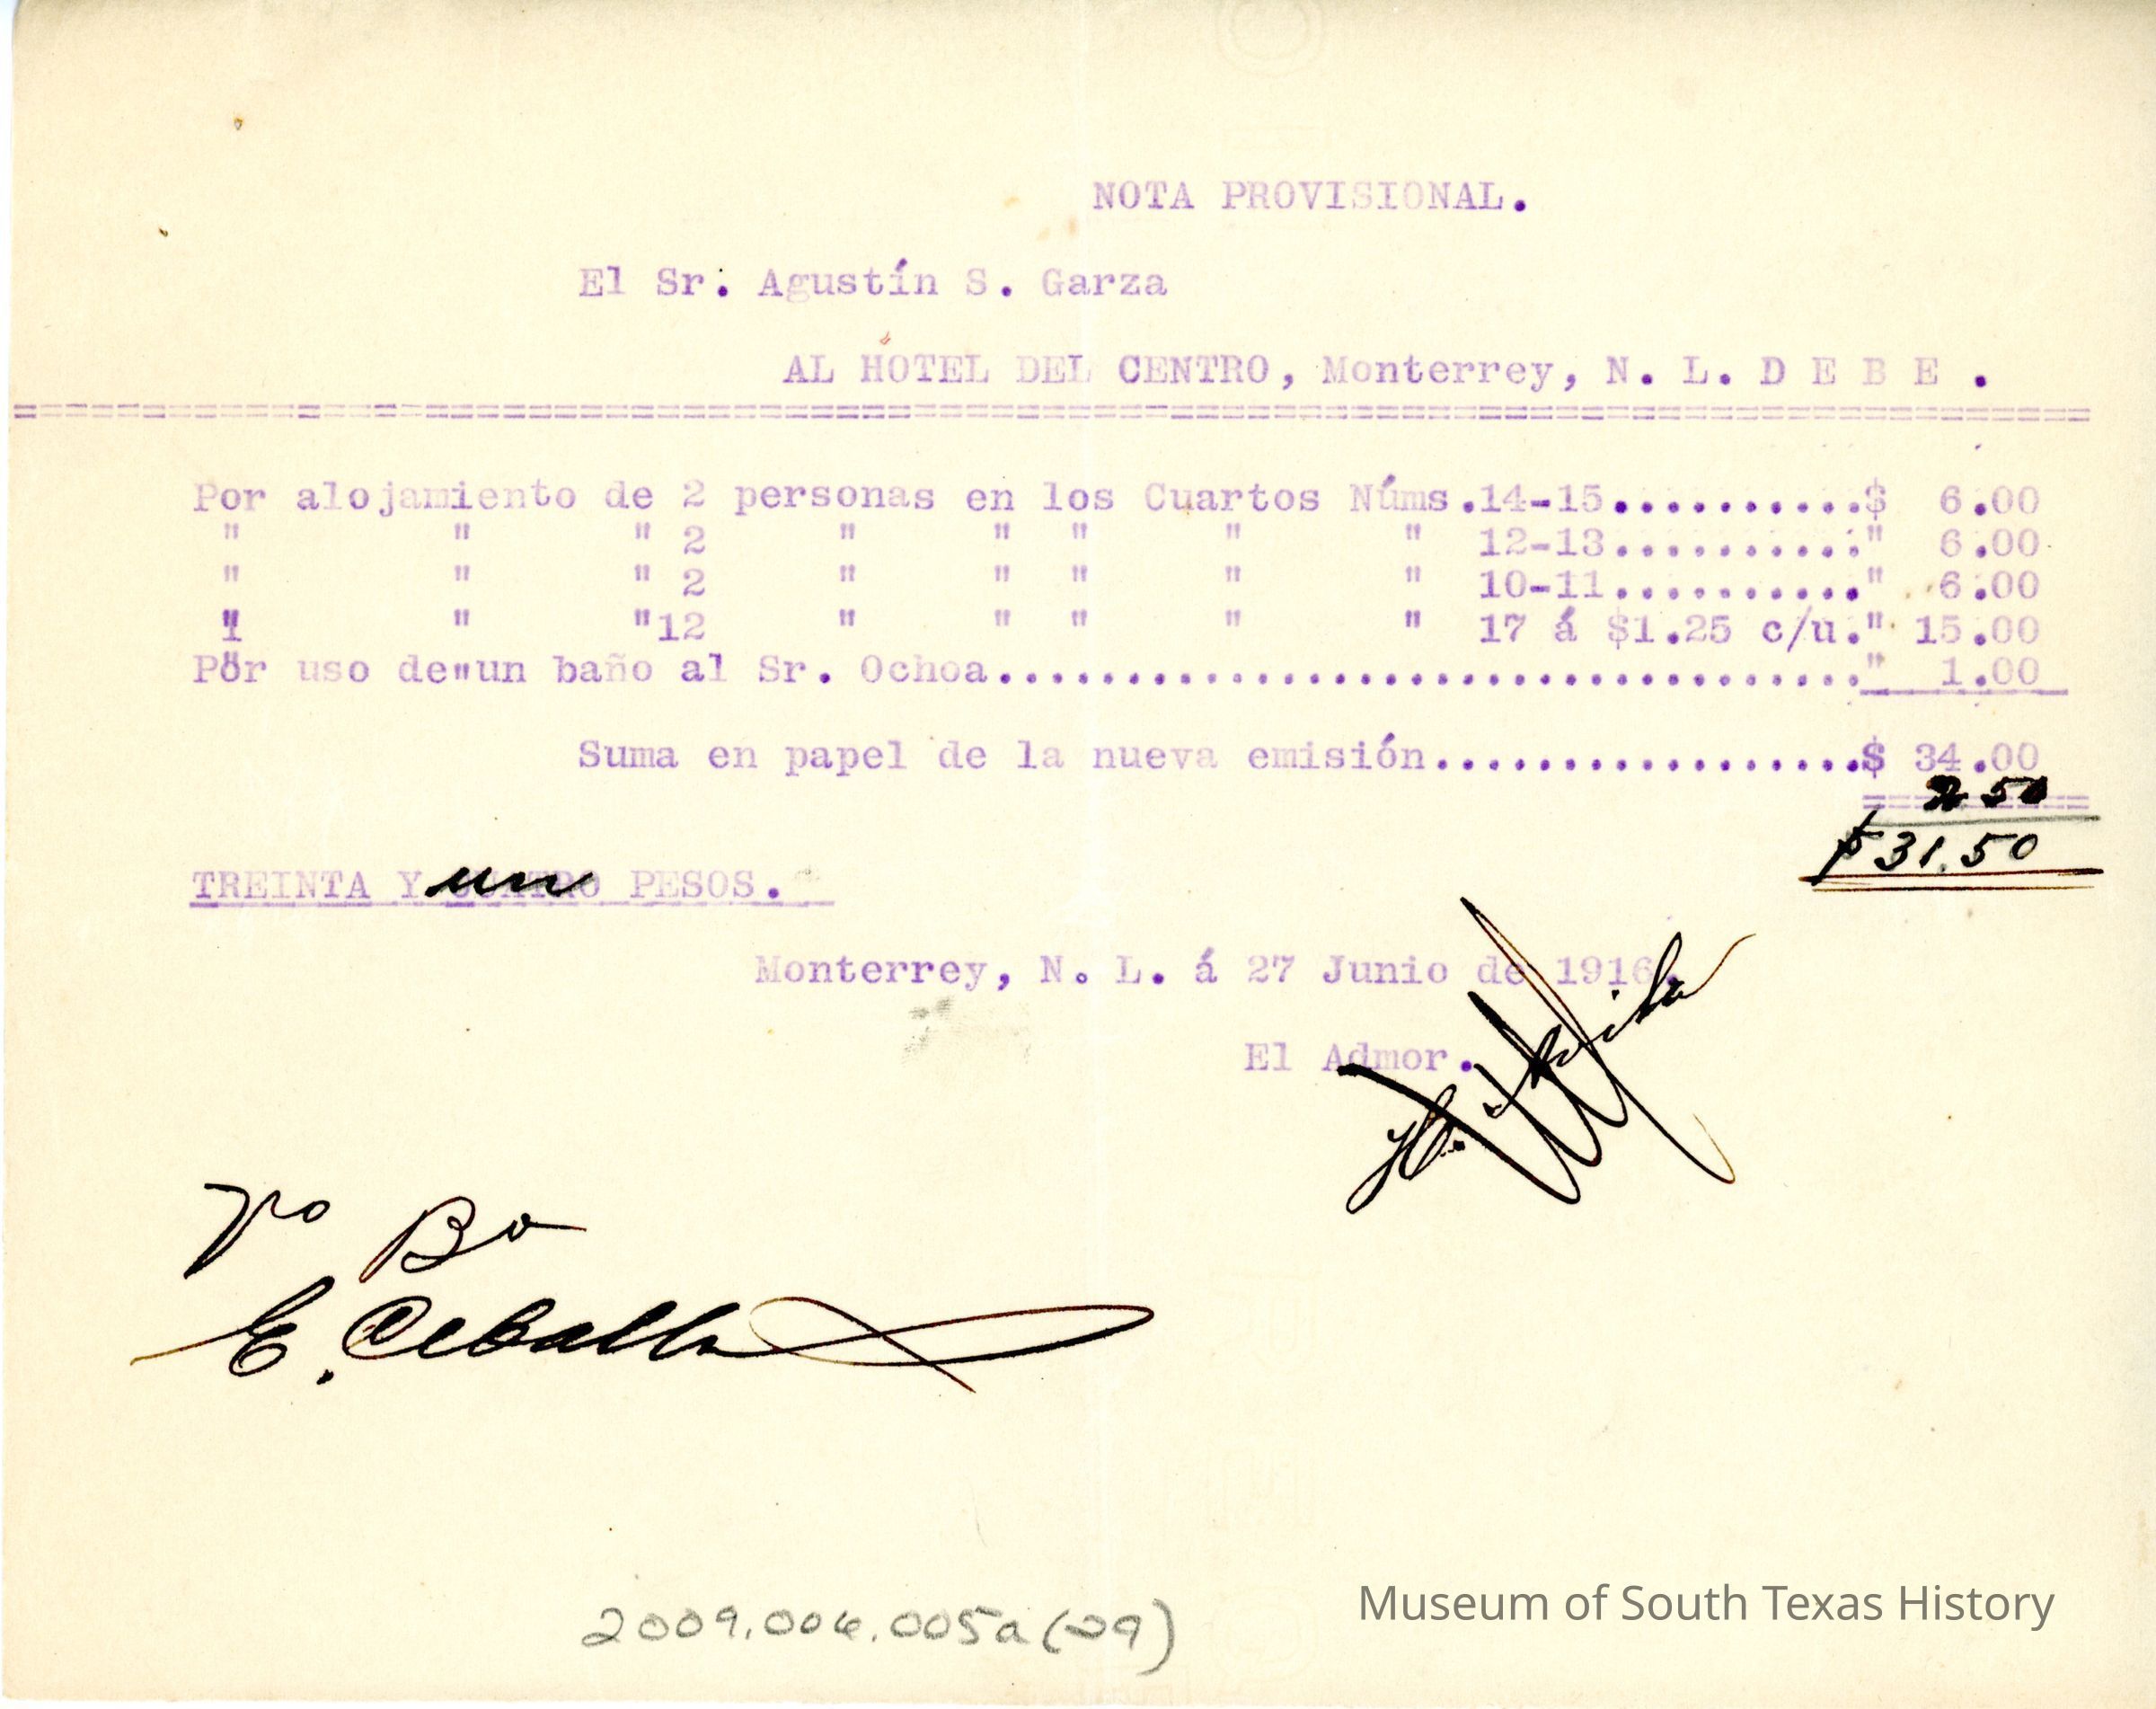 NOTA PROVISIONAL.
El Sr. Agustín S. Garza
AL HOTEL DEL CENTRO, Monterrey, N. L. D E B E .
Por alojamiento de 2 personas en los Cuartos Núms.14-15..........$ 6.00
" " " 2 " " " " " 12-13.........." 6.00
" " " 2 " " " " " 10-11.........." 6.00
" " "12 " " " " " 17 á $1.25 c/u." 15.00
Por uso de un baño al Sr. Ochoa.................................." 1.00
Suma en papel de la nueva emisión.................$ 34.00
2 50
$31.50
TREINTA Y un PESOS.
Monterrey, N. L. á 27 Junio de 1916.
El Admor.
Vo Bo
E. Ceballos
2009.006.005a (29)
Museum of South Texas History